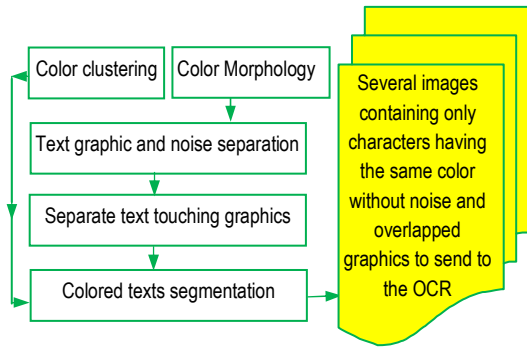 Color clustering
Color Morphology
Text graphic and noise separation
Separate text touching graphics
Colored texts segmentation
Several images
containing only
characters having
the same color
without noise and
overlapped
graphics to send to
the OCR